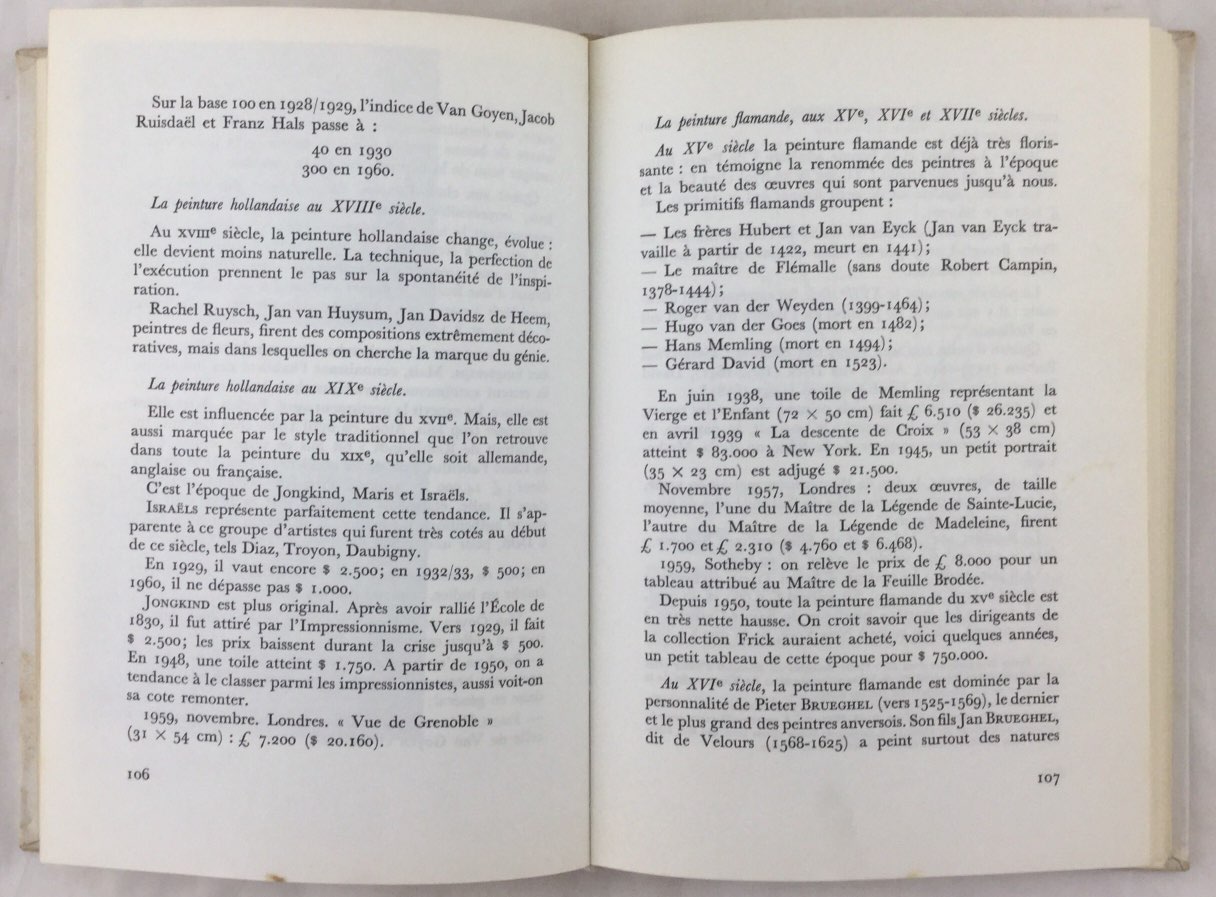 Sur la base 100 en 1928/1929, l'indice de Van Goyen, Jacob
Ruisdaël et Franz Hals passe à :
40 en 1930
300 en 1960.
La peinture hollandaise au XVIIIe siècle.
Au XVIIIe siècle, la peinture hollandaise change, évolue :
elle devient moins naturelle. La technique, la perfection de
l'exécution prennent le pas sur la spontanéité de l'inspi-
ration.
Rachel Ruysch, Jan van Huysum, Jan Davidsz de Heem,
peintres de fleurs, firent des compositions extrêmement déco-
ratives, mais dans lesquelles on cherche la marque du génie.
La peinture hollandaise au XIXe siècle.
Elle est influencée par la peinture du XVIIe. Mais, elle est
aussi marquée par le style traditionnel que l'on retrouve
dans toute la peinture du XIXe, qu'elle soit allemande,
anglaise ou française.
C'est l'époque de Jongkind, Maris et Israëls.
ISRAËLS représente parfaitement cette tendance. Il s'ap-
parente à ce groupe d'artistes qui furent très cotés au début
de ce siècle, tels Diaz, Troyon, Daubigny.
En 1929, il vaut encore $ 2.500; en 1932/33, $ 500; en
1960, il ne dépasse pas $ 1.000.
JONGKIND est plus original. Après avoir rallié l'École de
1830, il fut attiré par l'Impressionnisme. Vers 1929, il fait
$ 2.500; les prix baissent durant la crise jusqu'à $ 500.
En 1948, une toile atteint $ 1.750. A partir de 1950, on a
tendance à le classer parmi les impressionnistes, aussi voit-on
sa cote remonter.
1959, novembre. Londres. « Vue de Grenoble »
(31 × 54 cm) : £ 7.200 ($ 20.160).
106
La peinture flamande, aux XVe, XVIe et XVIIe siècles.
Au XVe siècle la peinture flamande est déjà très floris-
sante : en témoigne la renommée des peintres à l'époque
et la beauté des œuvres qui sont parvenues jusqu'à nous.
Les primitifs flamands groupent :
— Les frères Hubert et Jan van Eyck (Jan van Eyck tra-
vaille à partir de 1422, meurt en 1441);
— Le maître de Flémalle (sans doute Robert Campin,
1378-1444);
— Roger van der Weyden (1399-1464);
— Hugo van der Goes (mort en 1482);
— Hans Memling (mort en 1494);
— Gérard David (mort en 1523).
En juin 1938, une toile de Memling représentant la
Vierge et l'Enfant (72 × 50 cm) fait £ 6.510 ($ 26.235) et
en avril 1939 « La descente de Croix » (53 × 38 cm)
atteint $ 83.000 à New York. En 1945, un petit portrait
(35 × 23 cm) est adjugé $ 21.500.
Novembre 1957, Londres : deux œuvres, de taille
moyenne, l'une du Maître de la Légende de Sainte-Lucie,
l'autre du Maître de la Légende de Madeleine, firent
£ 1.700 et £ 2.310 ($ 4.760 et $ 6.468).
1959, Sotheby : on relève le prix de £ 8.000 pour un
tableau attribué au Maître de la Feuille Brodée.
Depuis 1950, toute la peinture flamande du XVe siècle est
en très nette hausse. On croit savoir que les dirigeants de
la collection Frick auraient acheté, voici quelques années,
un petit tableau de cette époque pour $ 750.000.
Au XVIe siècle, la peinture flamande est dominée par la
personnalité de Pieter BRUEGHEL (vers 1525-1569), le dernier
et le plus grand des peintres anversois. Son fils Jan BRUEGHEL,
dit de Velours (1568-1625) a peint surtout des natures
107